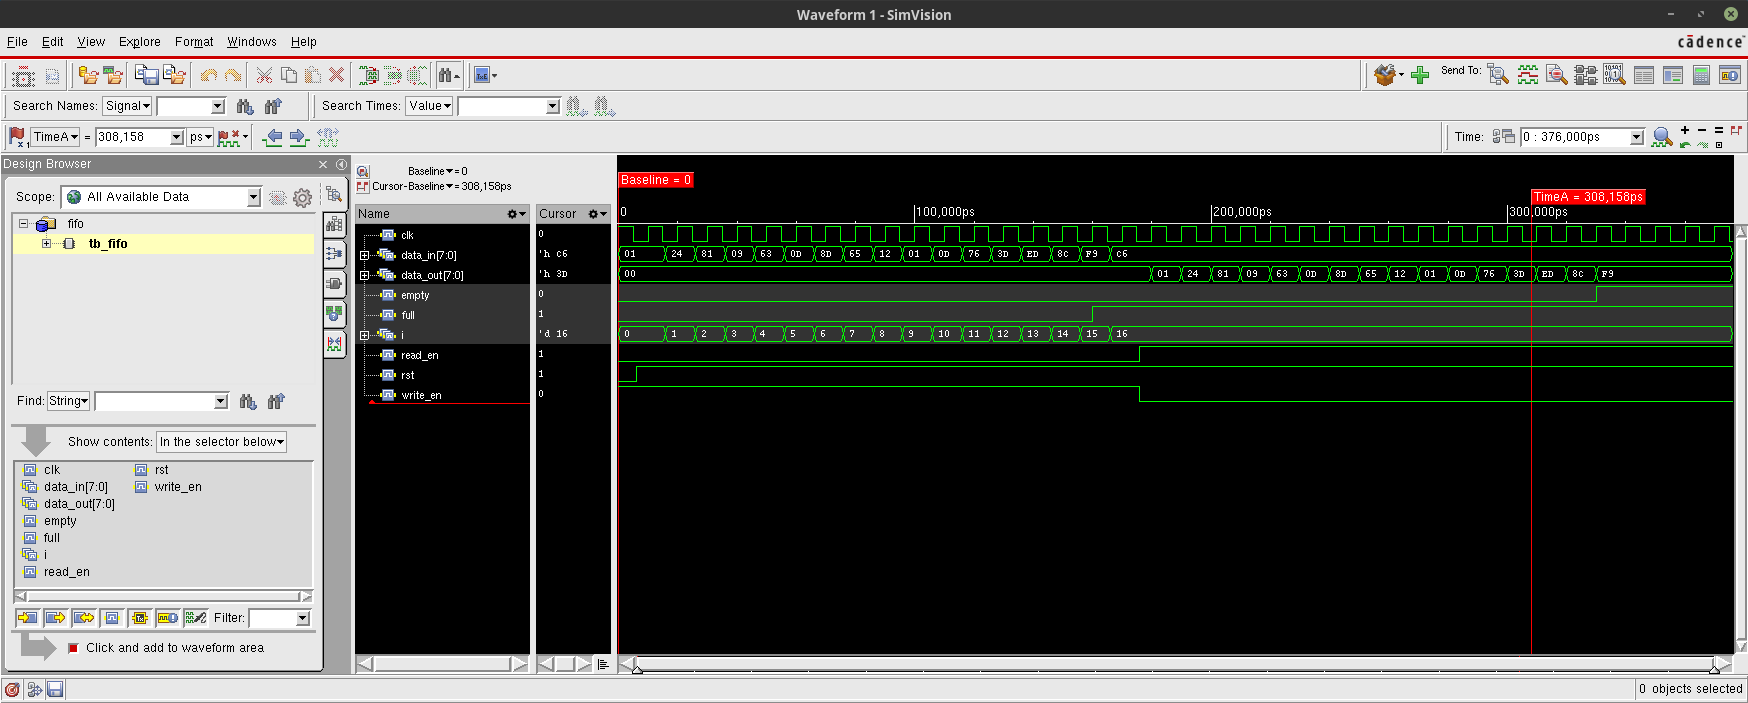 Waveform 1 - SimVision
File Edit View Explore Format Windows Help
cādence
Send To:
Search Names: Signal Search Times: Value
TimeA = 308,158 ps Time: 0 : 376,000ps
Design Browser
Scope: All Available Data
fifo
tb_fifo
Find: String
Show contents: In the selector below
clk rst
data_in[7:0] write_en
data_out[7:0]
empty
full
i
read_en
Filter:
Click and add to waveform area
Baseline = 0
Cursor-Baseline = 308,158ps
Name Cursor
Baseline = 0
TimeA = 308,158ps
0 100,000ps 200,000ps 300,000ps
clk 0
data_in[7:0] 'h c6 01 24 81 09 63 0D 8D 65 12 01 0D 76 3D ED 8C F9 C6
data_out[7:0] 'h 3D 00 01 24 81 09 63 0D 8D 65 12 01 0D 76 3D ED 8C F9
empty 0
full 1
i 'd 16 0 1 2 3 4 5 6 7 8 9 10 11 12 13 14 15 16
read_en 1
rst 1
write_en 0
0 objects selected